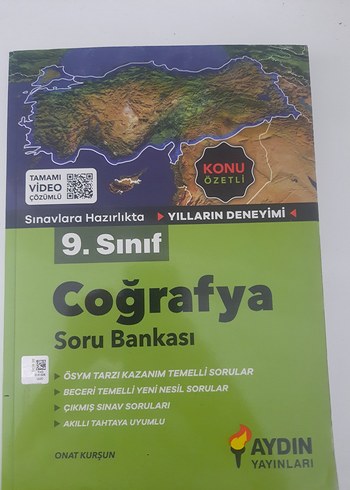 TAMAMI
VİDEO
ÇÖZÜMLÜ
KONU
ÖZETLİ
Sınavlara Hazırlıkta YILLARIN DENEYİMİ
9. Sınıf
Coğrafya
Soru Bankası
ÖSYM TARZI KAZANIM TEMELLİ SORULAR
BECERİ TEMELLİ YENİ NESİL SORULAR
ÇIKMIŞ SINAV SORULARI
AKILLI TAHTAYA UYUMLU
ONAT KURŞUN
AYDIN
YAYINLARI